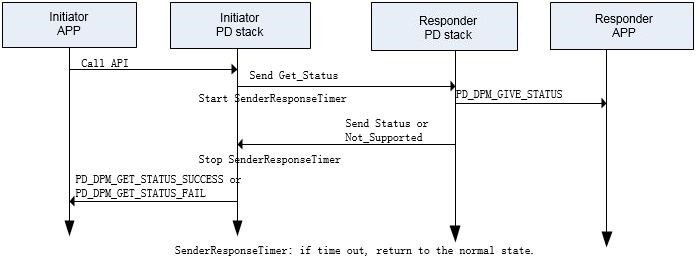 Initiator
APP
Initiator
PD stack
Responder
PD stack
Responder
APP
Call API
Send Get_Status
Start SenderResponseTimer
PD_DPM_GIVE_STATUS
Send Status or
Not_Supported
Stop SenderResponseTimer
PD_DPM_GET_STATUS_SUCCESS or
PD_DPM_GET_STATUS_FAIL
SenderResponseTimer: if time out, return to the normal state.